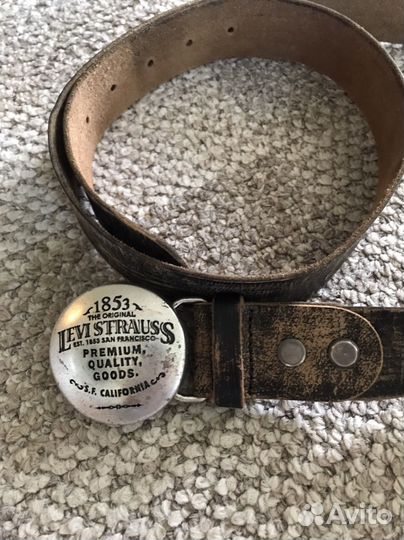 1853
THE ORIGINAL
LEVI STRAUSS
EST. 1853 SAN FRANCISCO
PREMIUM,
QUALITY,
GOODS.
S.F. CALIFORNIA
Avito